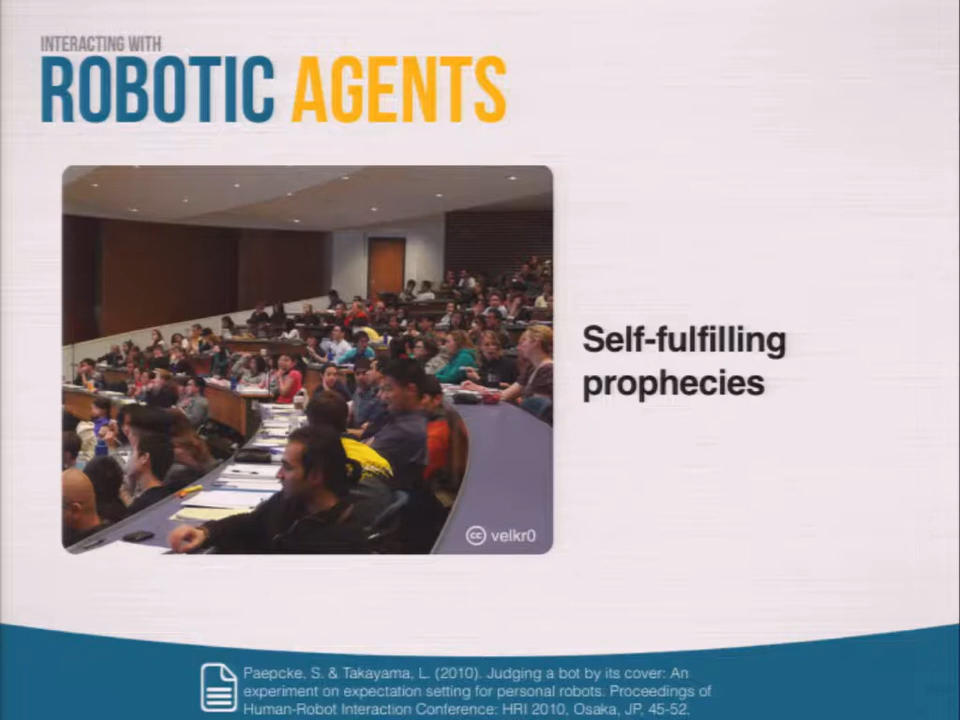 INTERACTING WITH
ROBOTIC AGENTS
Self-fulfilling
prophecies
cc velkr0
Paepcke, S. & Takayama, L. (2010). Judging a bot by its cover: An
experiment on expectation setting for personal robots. Proceedings of
Human-Robot Interaction Conference: HRI 2010, Osaka, JP, 45-52.